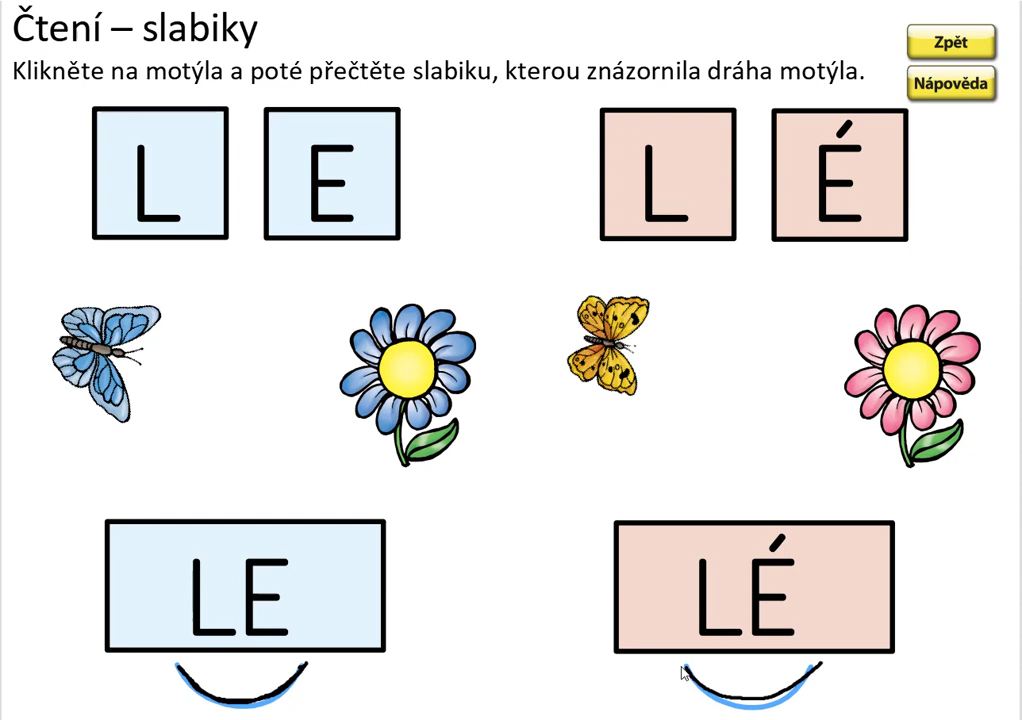 Čtení – slabiky
Zpět
Klikněte na motýla a poté přečtěte slabiku, kterou znázornila dráha motýla.
Nápověda
L E L É
LE LÉ